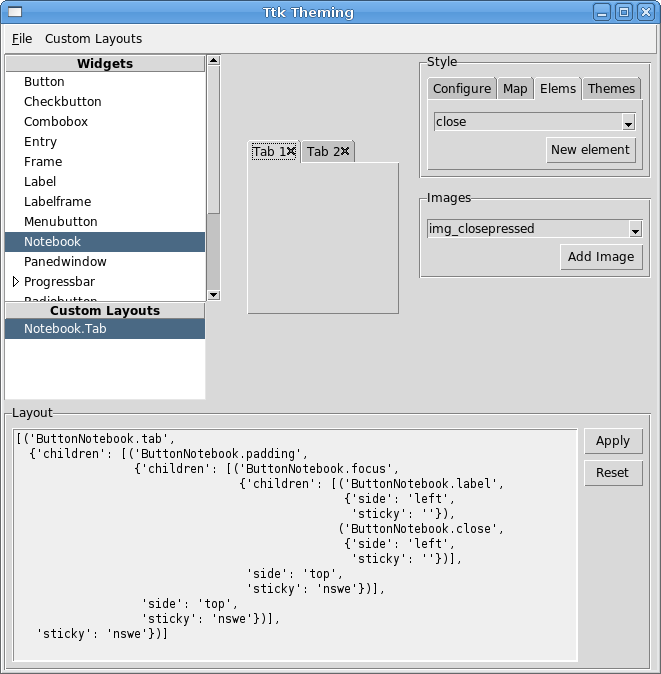 Ttk Theming
File Custom Layouts
Widgets
Button
Checkbutton
Combobox
Entry
Frame
Label
Labelframe
Menubutton
Notebook
Panedwindow
Progressbar
Radiobutton
Custom Layouts
Notebook.Tab
Tab 1 Tab 2
Style
Configure Map Elems Themes
close
New element
Images
img_closepressed
Add Image
Layout
[('ButtonNotebook.tab',
{'children': [('ButtonNotebook.padding',
{'children': [('ButtonNotebook.focus',
{'children': [('ButtonNotebook.label',
{'side': 'left',
'sticky': ''}),
('ButtonNotebook.close',
{'side': 'left',
'sticky': ''})],
'side': 'top',
'sticky': 'nswe'})],
'side': 'top',
'sticky': 'nswe'})],
'sticky': 'nswe'})]
Apply
Reset